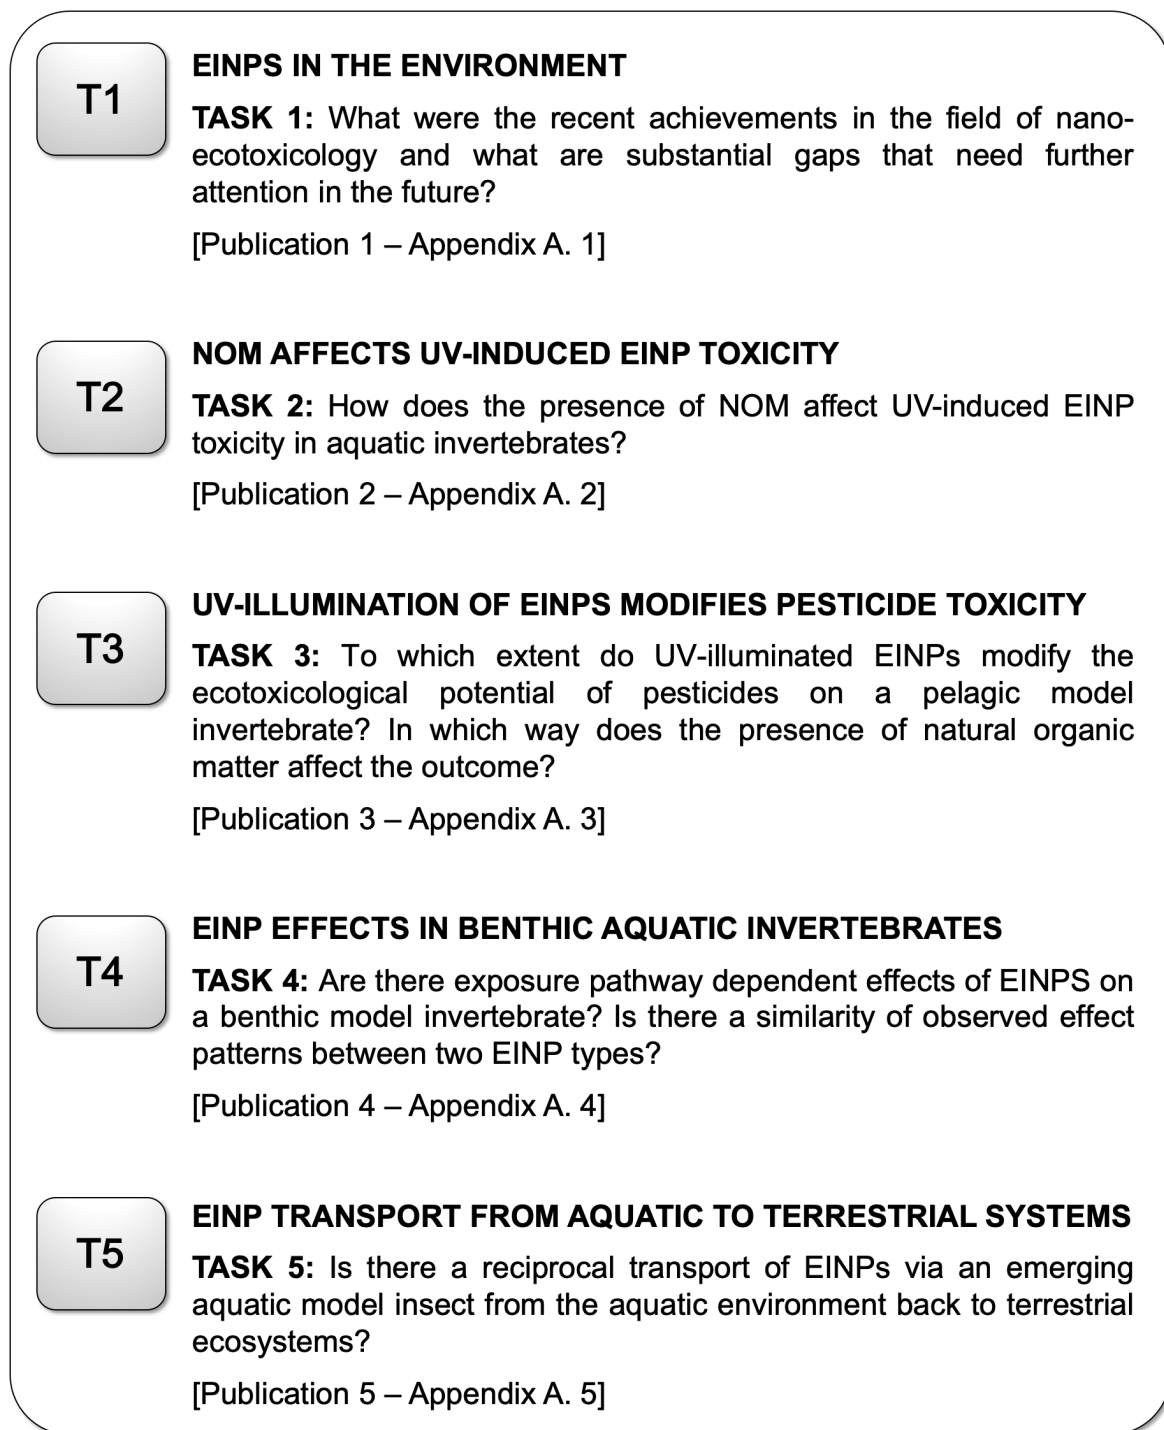 T1
EINPS IN THE ENVIRONMENT
TASK 1: What were the recent achievements in the field of nano-
ecotoxicology and what are substantial gaps that need further
attention in the future?
[Publication 1 – Appendix A. 1]
T2
NOM AFFECTS UV-INDUCED EINP TOXICITY
TASK 2: How does the presence of NOM affect UV-induced EINP
toxicity in aquatic invertebrates?
[Publication 2 – Appendix A. 2]
T3
UV-ILLUMINATION OF EINPS MODIFIES PESTICIDE TOXICITY
TASK 3: To which extent do UV-illuminated EINPs modify the
ecotoxicological potential of pesticides on a pelagic model
invertebrate? In which way does the presence of natural organic
matter affect the outcome?
[Publication 3 – Appendix A. 3]
T4
EINP EFFECTS IN BENTHIC AQUATIC INVERTEBRATES
TASK 4: Are there exposure pathway dependent effects of EINPS on
a benthic model invertebrate? Is there a similarity of observed effect
patterns between two EINP types?
[Publication 4 – Appendix A. 4]
T5
EINP TRANSPORT FROM AQUATIC TO TERRESTRIAL SYSTEMS
TASK 5: Is there a reciprocal transport of EINPs via an emerging
aquatic model insect from the aquatic environment back to terrestrial
ecosystems?
[Publication 5 – Appendix A. 5]